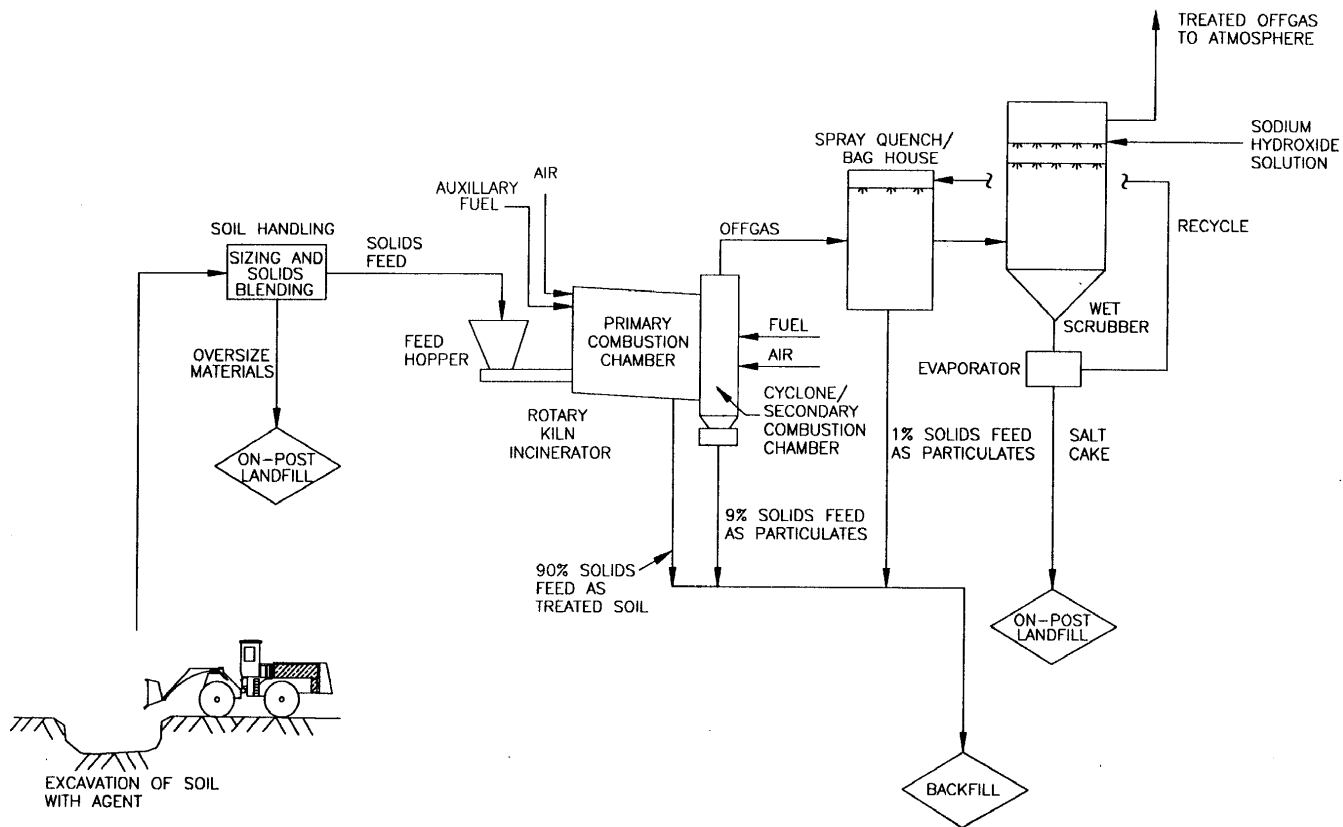 TREATED OFFGAS
TO ATMOSPHERE
SODIUM
HYDROXIDE
SOLUTION
SPRAY QUENCH/
BAG HOUSE
AIR
AUXILLARY
FUEL
SOIL HANDLING
SIZING AND
SOLIDS
BLENDING
SOLIDS
FEED
OFFGAS
RECYCLE
PRIMARY
COMBUSTION
CHAMBER
FEED
HOPPER
FUEL
AIR
WET
SCRUBBER
EVAPORATOR
OVERSIZE
MATERIALS
ROTARY
KILN
INCINERATOR
CYCLONE/
SECONDARY
COMBUSTION
CHAMBER
1% SOLIDS FEED
AS PARTICULATES
SALT
CAKE
ON-POST
LANDFILL
9% SOLIDS FEED
AS PARTICULATES
90% SOLIDS
FEED AS
TREATED SOIL
ON-POST
LANDFILL
EXCAVATION OF SOIL
WITH AGENT
BACKFILL